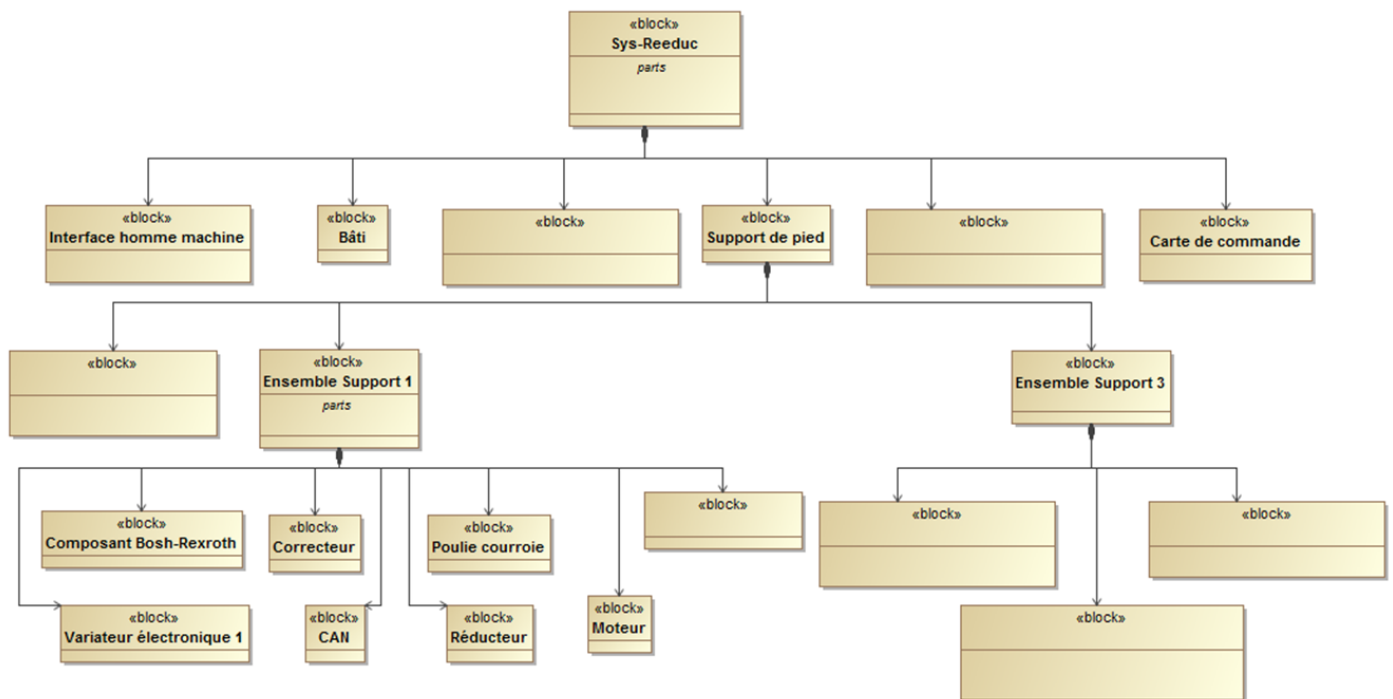 «block»
Sys-Reeduc
parts
«block»
Interface homme machine
«block»
Bâti
«block»
«block»
Support de pied
«block»
«block»
Carte de commande
«block»
«block»
Ensemble Support 1
parts
«block»
Ensemble Support 3
«block»
Composant Bosh-Rexroth
«block»
Correcteur
«block»
Poulie courroie
«block»
«block»
«block»
«block»
Variateur électronique 1
«block»
CAN
«block»
Réducteur
«block»
Moteur
«block»